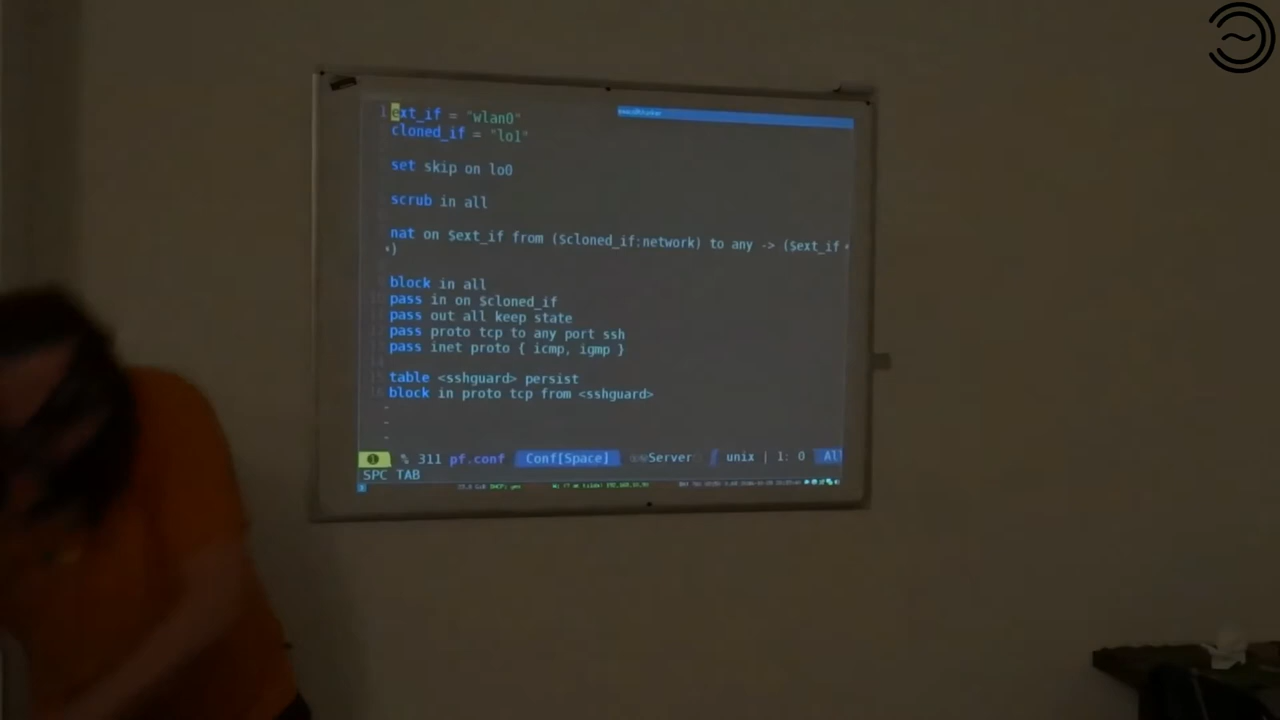 1 ext_if = "wlan0"
cloned_if = "lo1"
set skip on lo0
scrub in all
nat on $ext_if from ($cloned_if:network) to any -> ($ext_if
)
block in all
pass in on $cloned_if
pass out all keep state
pass proto tcp to any port ssh
pass inet proto { icmp, igmp }
table <sshguard> persist
block in proto tcp from <sshguard>
% 311 pf.conf Conf[Space] Server unix | 1: 0 All
SPC TAB